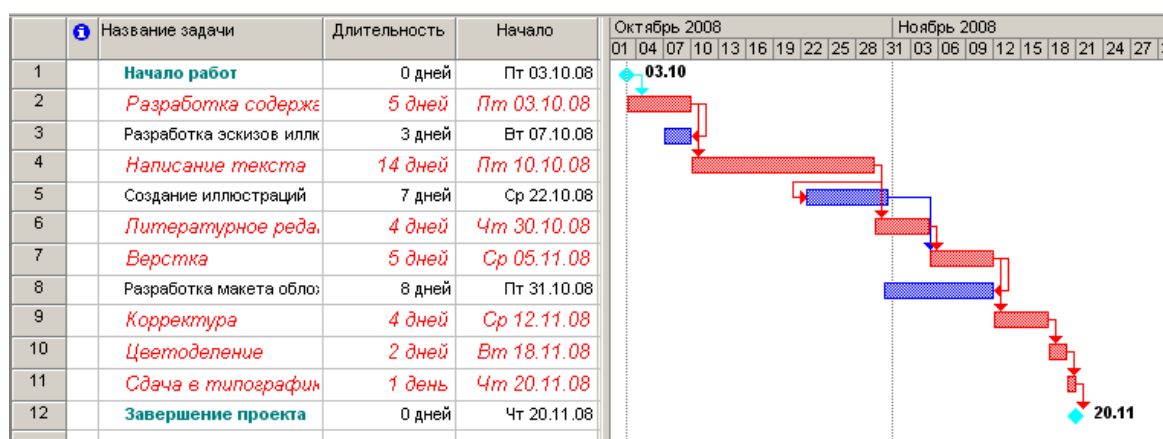 Название задачи Длительность Начало Октябрь 2008 Ноябрь 2008
01 04 07 10 13 16 19 22 25 28 31 03 06 09 12 15 18 21 24 27
1 Начало работ 0 дней Пт 03.10.08 03.10
2 Разработка содержа 5 дней Пт 03.10.08
3 Разработка эскизов иллк 3 дней Вт 07.10.08
4 Написание текста 14 дней Пт 10.10.08
5 Создание иллюстраций 7 дней Ср 22.10.08
6 Литературное реда 4 дней Чт 30.10.08
7 Верстка 5 дней Ср 05.11.08
8 Разработка макета обло 8 дней Пт 31.10.08
9 Корректура 4 дней Ср 12.11.08
10 Цветоделение 2 дней Вт 18.11.08
11 Сдача в типографи 1 день Чт 20.11.08
12 Завершение проекта 0 дней Чт 20.11.08 20.11